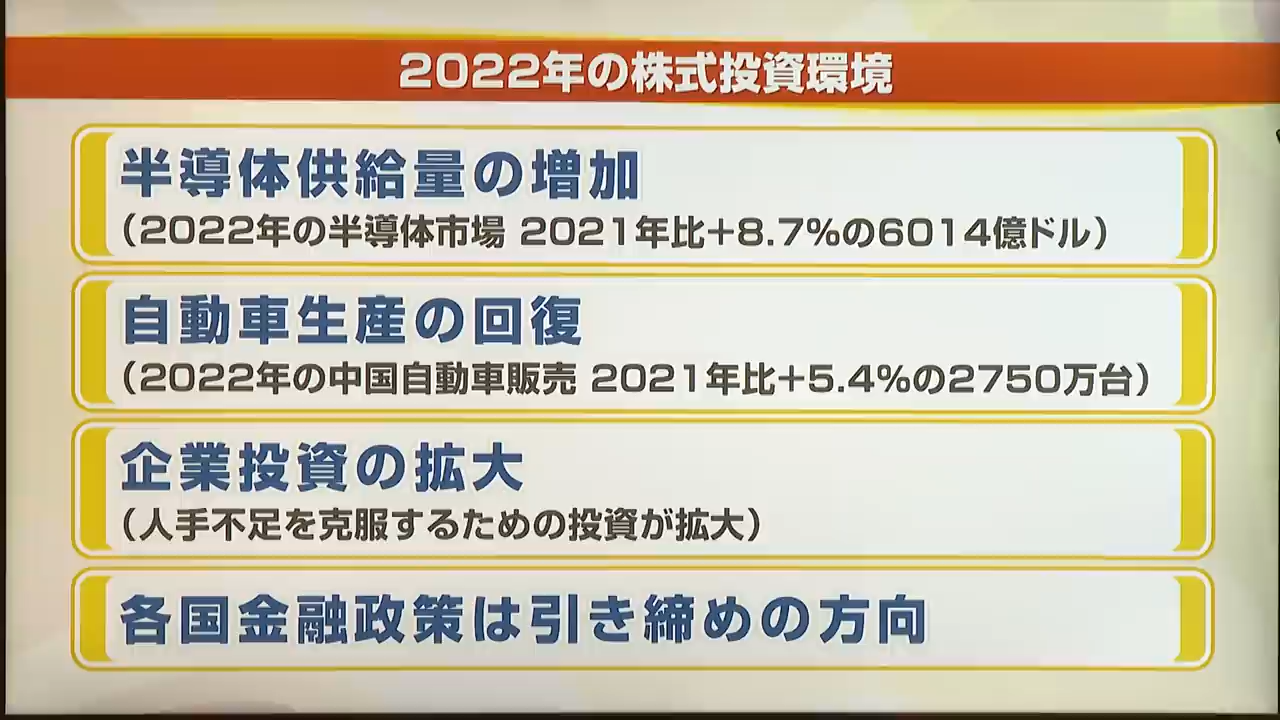 2022年の株式投資環境
半導体供給量の増加
(2022年の半導体市場 2021年比+8.7%の6014億ドル)
自動車生産の回復
(2022年の中国自動車販売 2021年比+5.4%の2750万台)
企業投資の拡大
(人手不足を克服するための投資が拡大)
各国金融政策は引き締めの方向